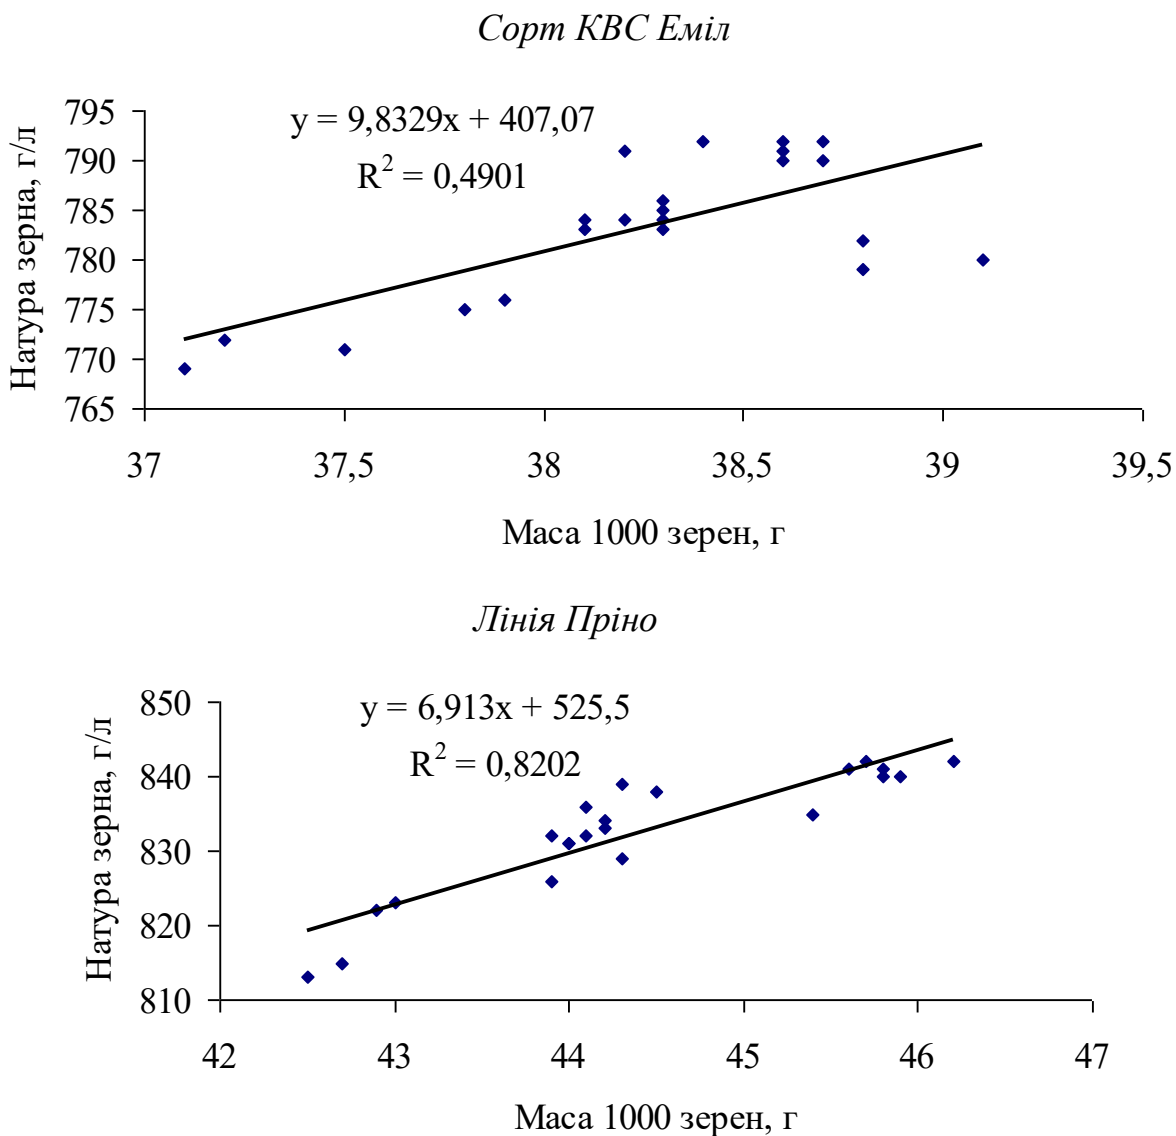 Сорт КВС Еміл
y = 9,8329x + 407,07
R² = 0,4901
795
790
785
780
775
770
765
Натура зерна, г/л
37 37,5 38 38,5 39 39,5
Маса 1000 зерен, г
Лінія Пріно
y = 6,913x + 525,5
R² = 0,8202
850
840
830
820
810
Натура зерна, г/л
42 43 44 45 46 47
Маса 1000 зерен, г